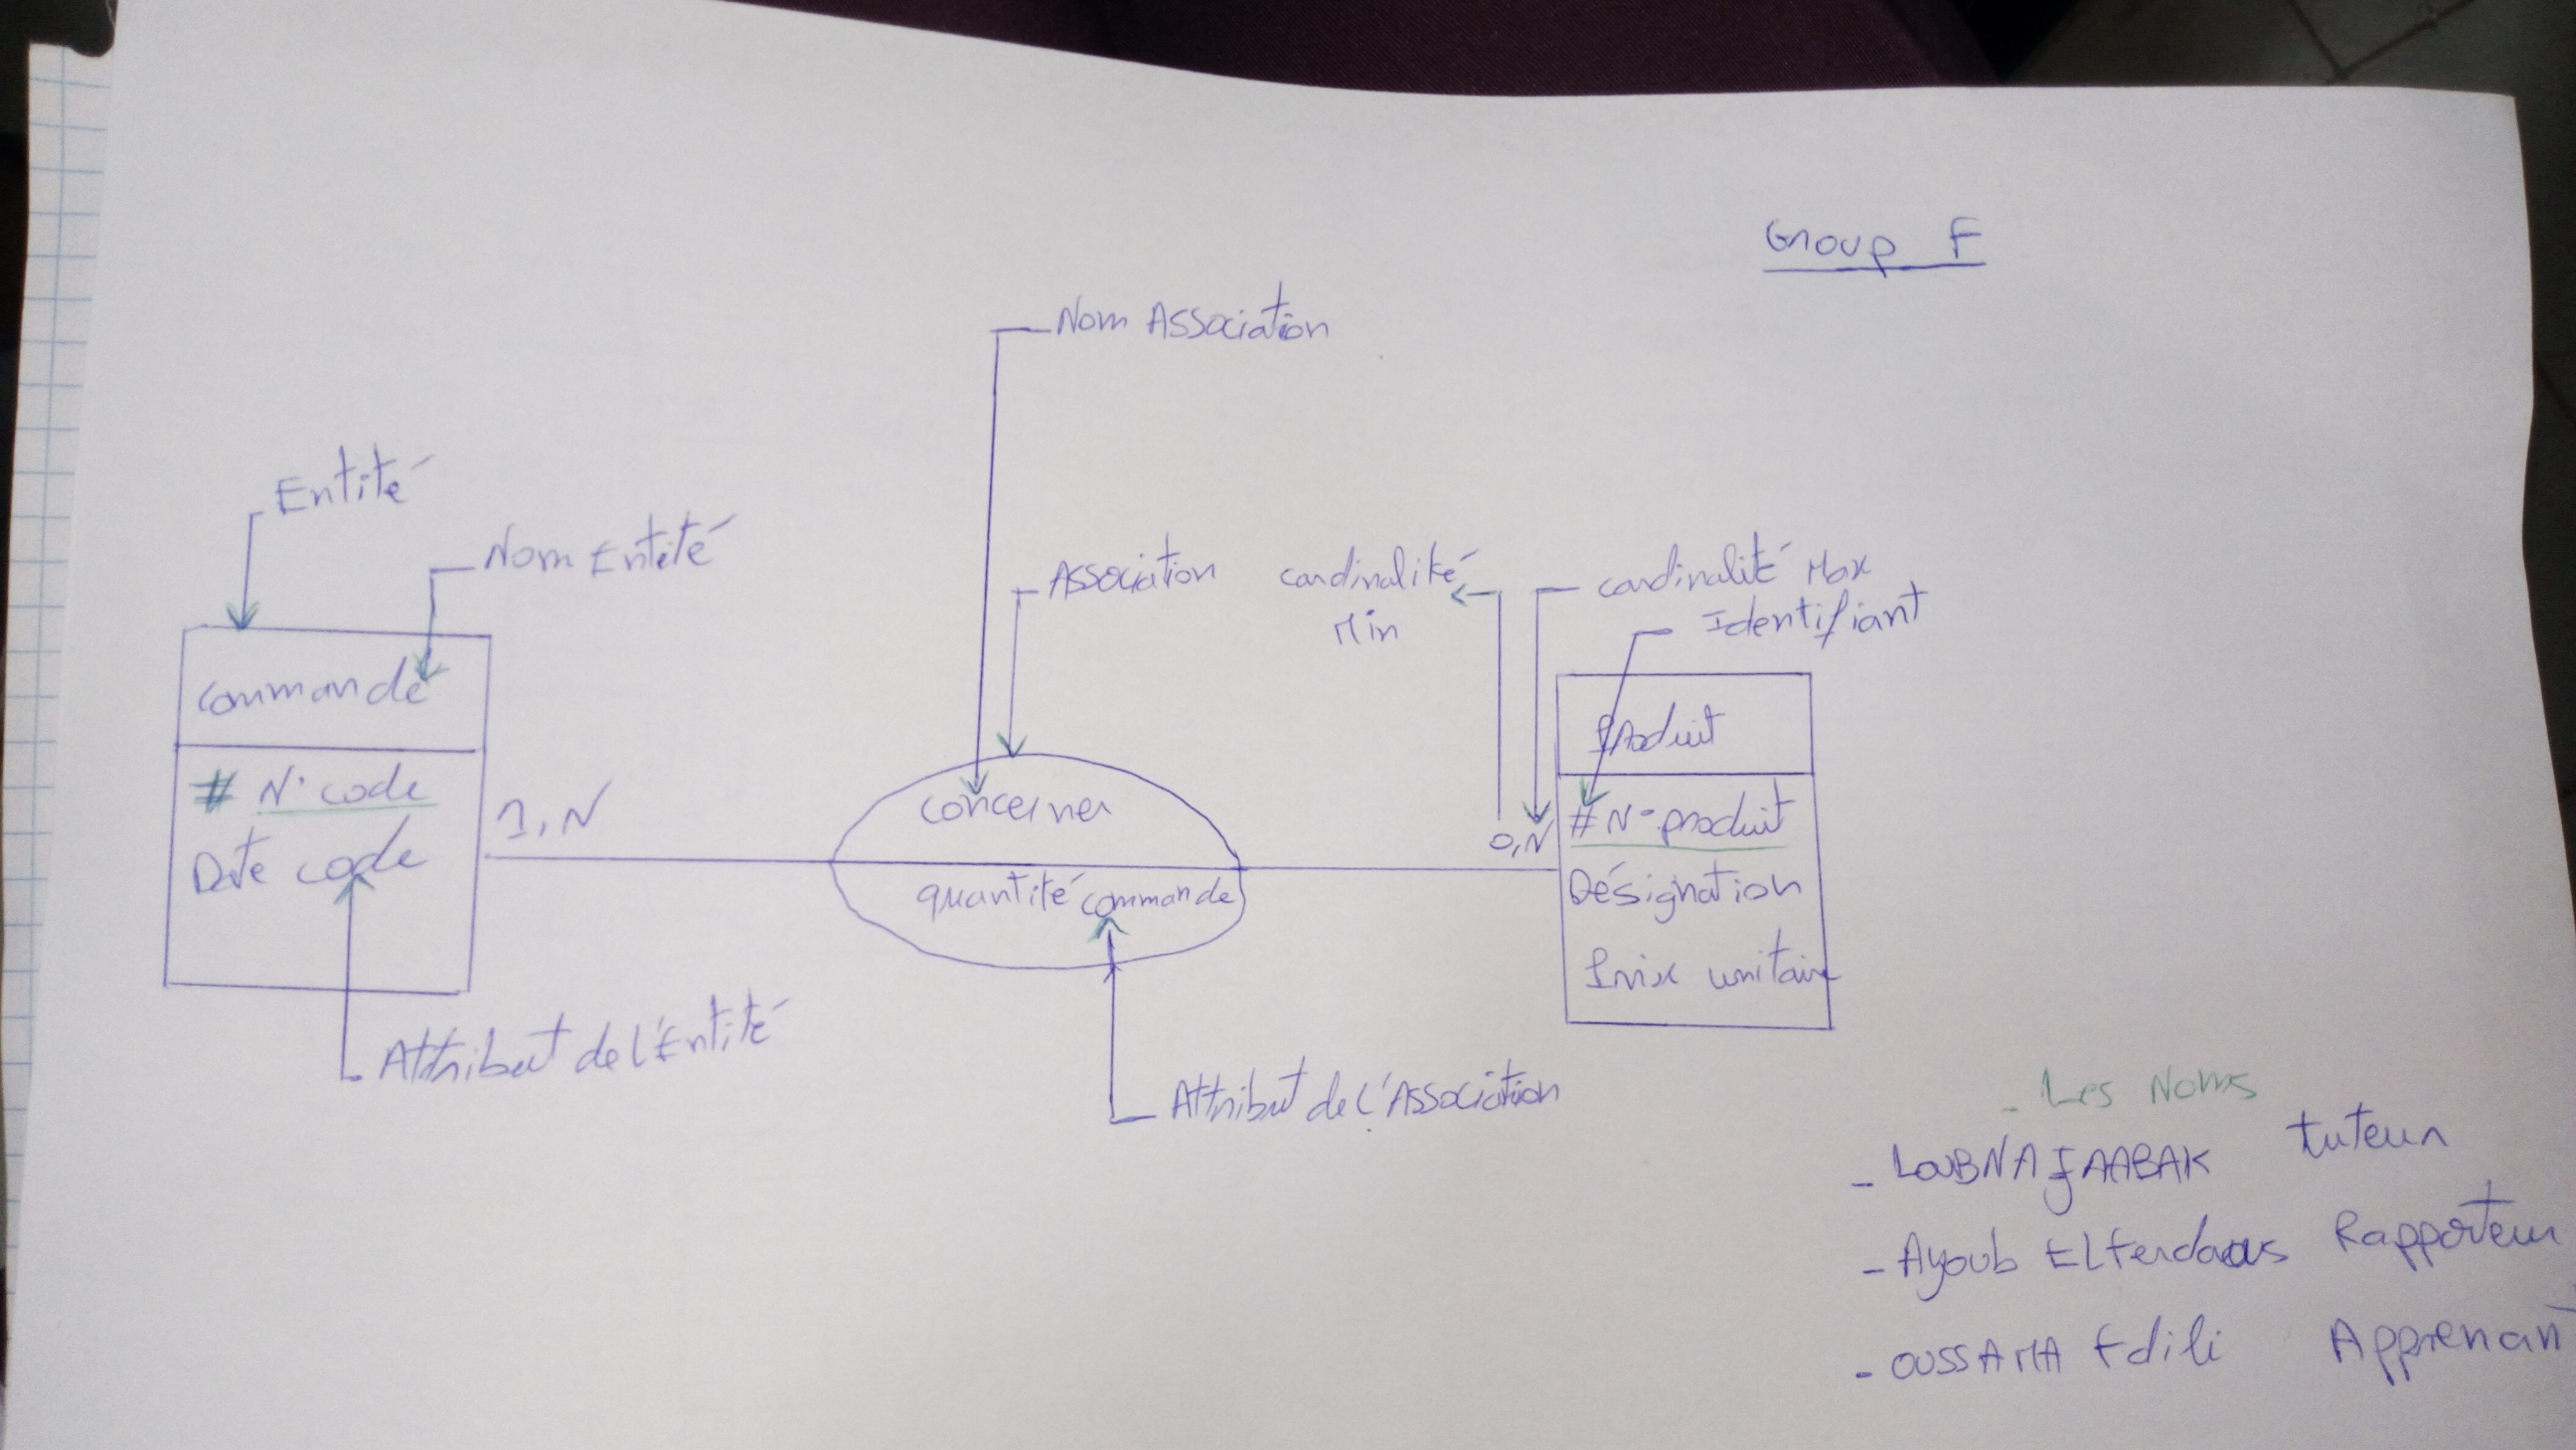 Group F
Nom Association
Entité
Nom Entité
Association
cardinalité
Min
cardinalité Max
Identifiant
commande
# N° code
Date code
1,N
concerner
quantité commande
0,N
Produit
# N° produit
Désignation
Prix unitaire
Attribut de l'Entité
Attribut de l'Association
- Les Noms
- LOUBNA JAABAK tuteur
- Ayoub ELferdaous Rapporteur
- OUSSAMA Fdili Apprenant